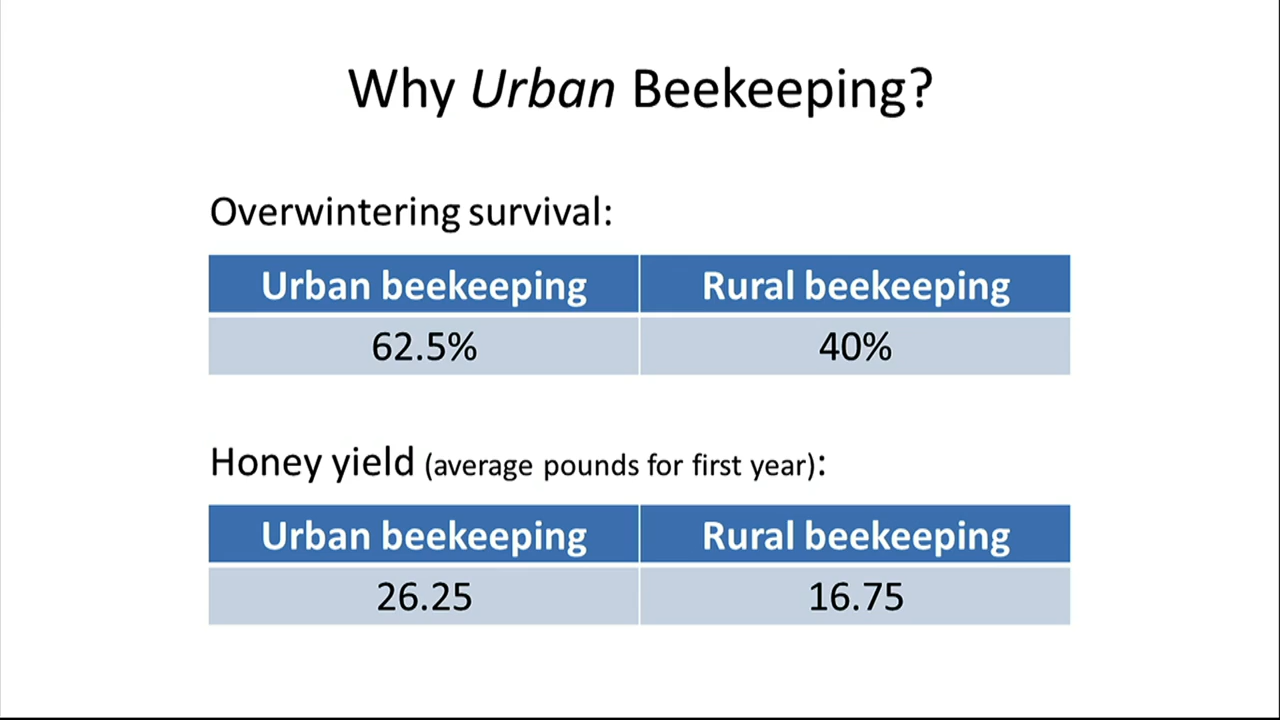 Why Urban Beekeeping?
Overwintering survival:
Urban beekeeping Rural beekeeping
62.5% 40%
Honey yield (average pounds for first year):
Urban beekeeping Rural beekeeping
26.25 16.75